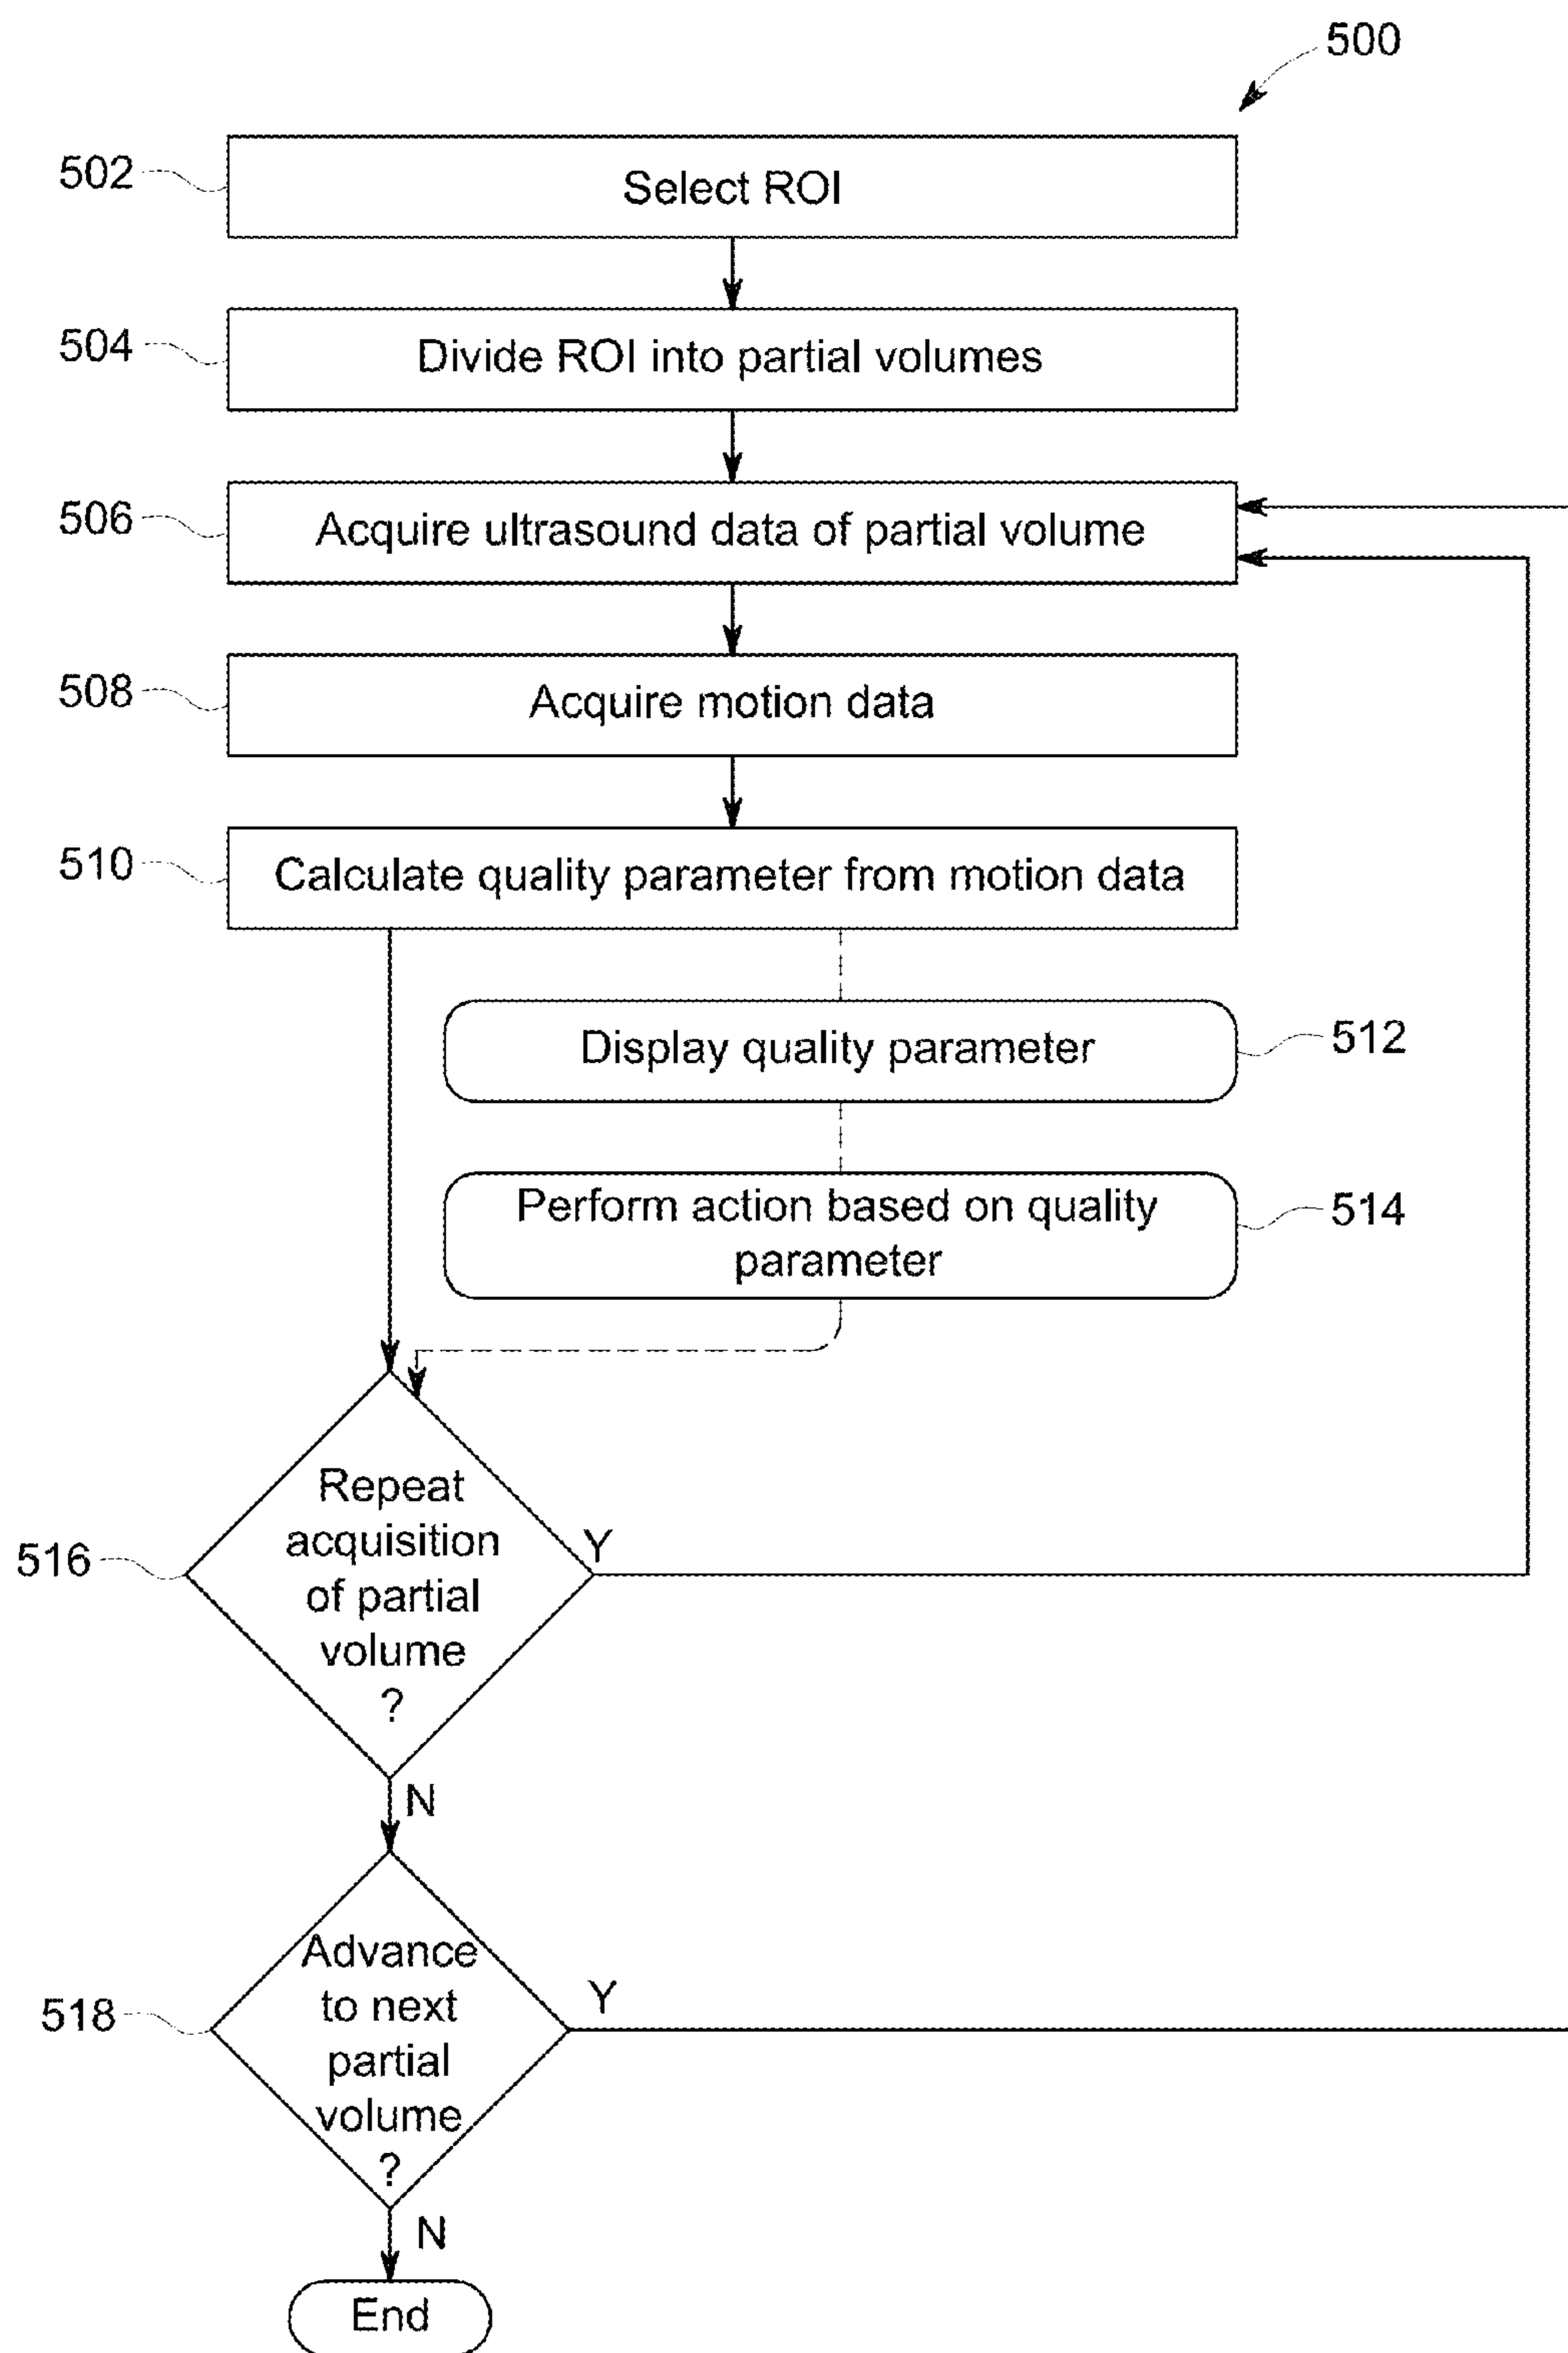 500
502
Select ROI
504
Divide ROI into partial volumes
506
Acquire ultrasound data of partial volume
508
Acquire motion data
510
Calculate quality parameter from motion data
Display quality parameter
512
Perform action based on quality
parameter
514
516
Repeat
acquisition
of partial
volume
?
Y
N
518
Advance
to next
partial
volume
?
Y
N
End